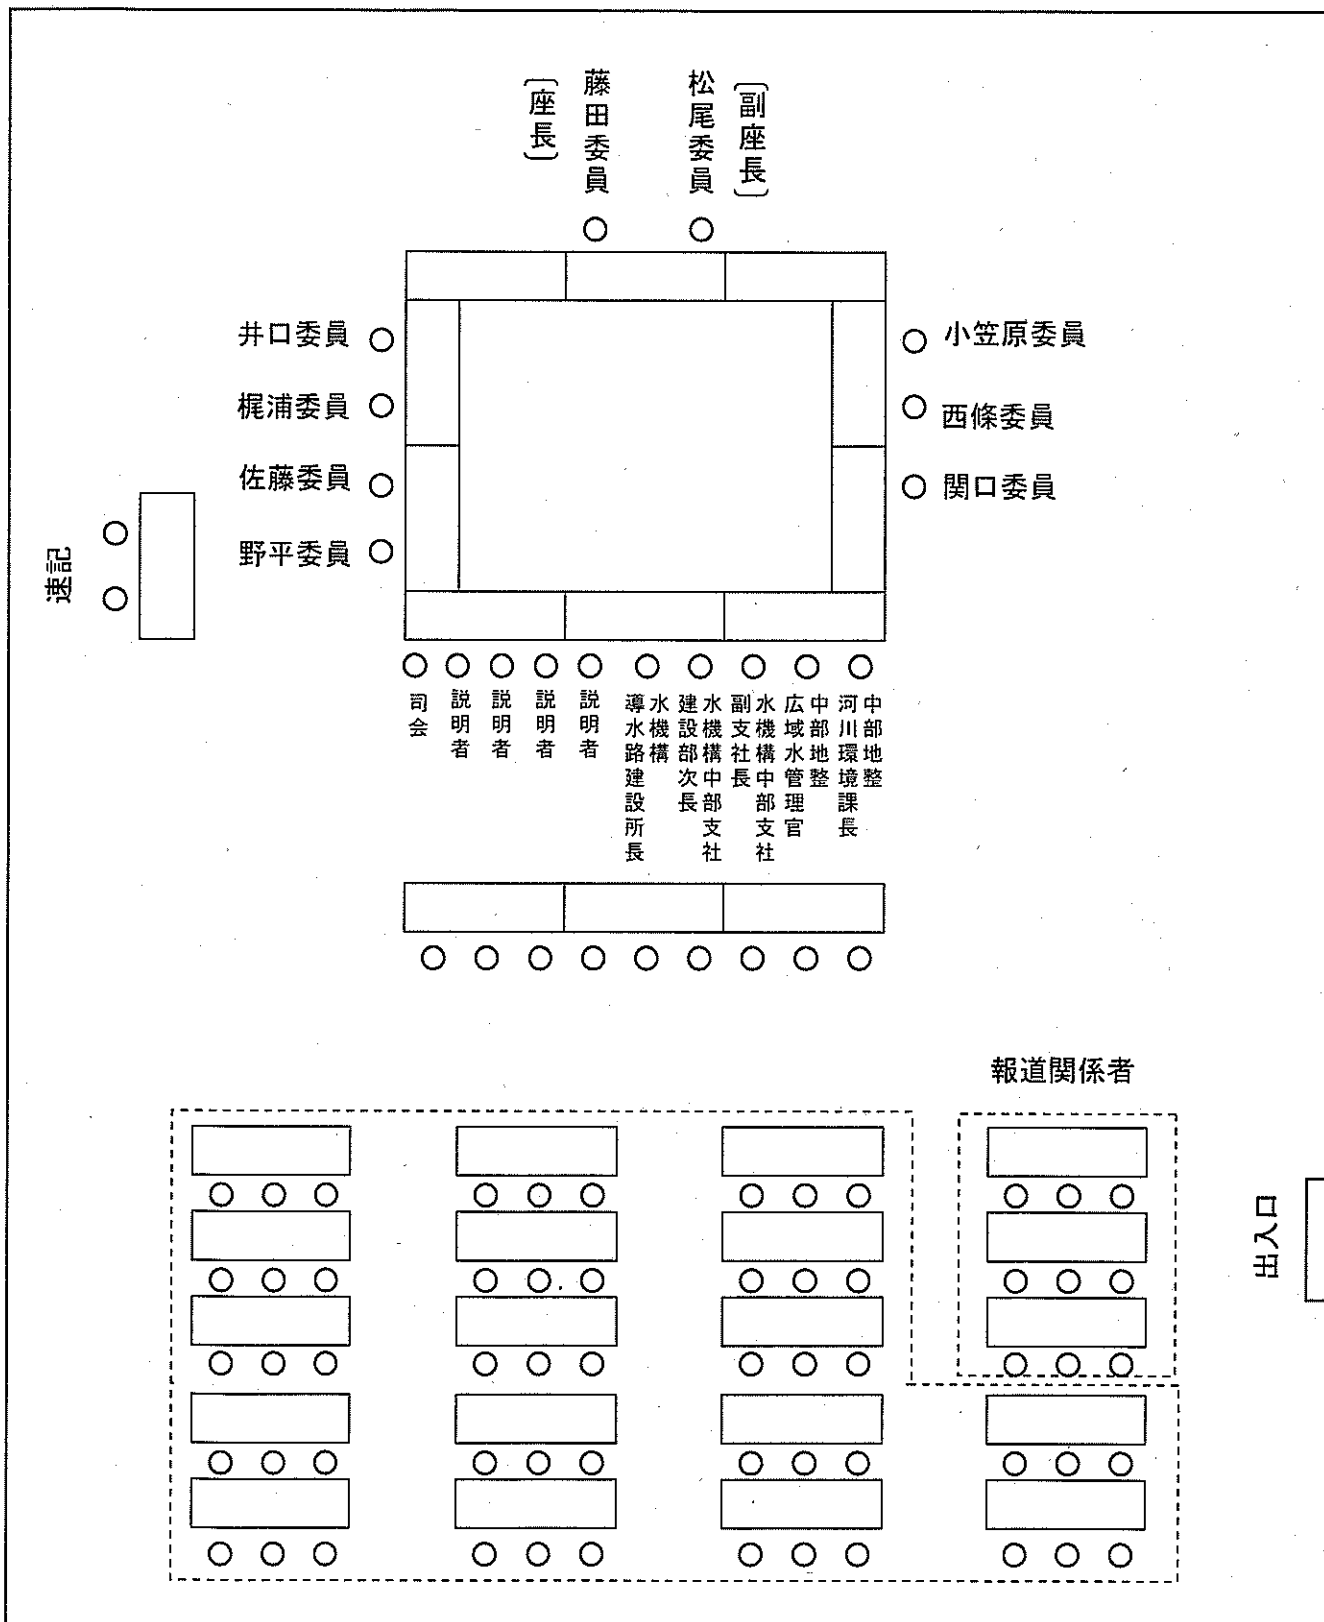 〔座長〕
藤田委員
松尾委員
〔副座長〕
井口委員
小笠原委員
梶浦委員
西條委員
佐藤委員
関口委員
野平委員
速記
司会
説明者
説明者
説明者
説明者
水機構
導水路建設所長
水機構中部支社
建設部次長
水機構中部支社
副支社長
中部地整
広域水管理官
中部地整
河川環境課長
報道関係者
出入口